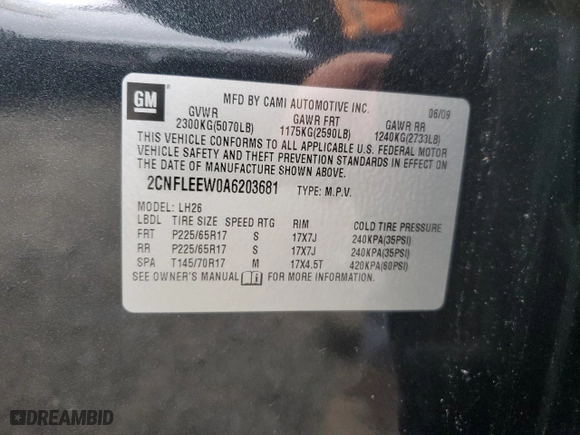 GM
MFD BY CAMI AUTOMOTIVE INC. 06/09
GVWR GAWR FRT GAWR RR
2300KG(5070LB) 1175KG(2590LB) 1240KG(2733LB)
THIS VEHICLE CONFORMS TO ALL APPLICABLE U.S. FEDERAL MOTOR
VEHICLE SAFETY AND THEFT PREVENTION STANDARDS IN EFFECT ON
THE DATE OF MANUFACTURE SHOWN ABOVE.
2CNFLEEW0A6203681 TYPE: M.P.V.
MODEL: LH26
LBDL TIRE SIZE SPEED RTG RIM COLD TIRE PRESSURE
FRT P225/65R17 S 17X7J 240KPA(35PSI)
RR P225/65R17 S 17X7J 240KPA(35PSI)
SPA T145/70R17 M 17X4.5T 420KPA(60PSI)
SEE OWNER'S MANUAL FOR MORE INFORMATION.
DREAMBID